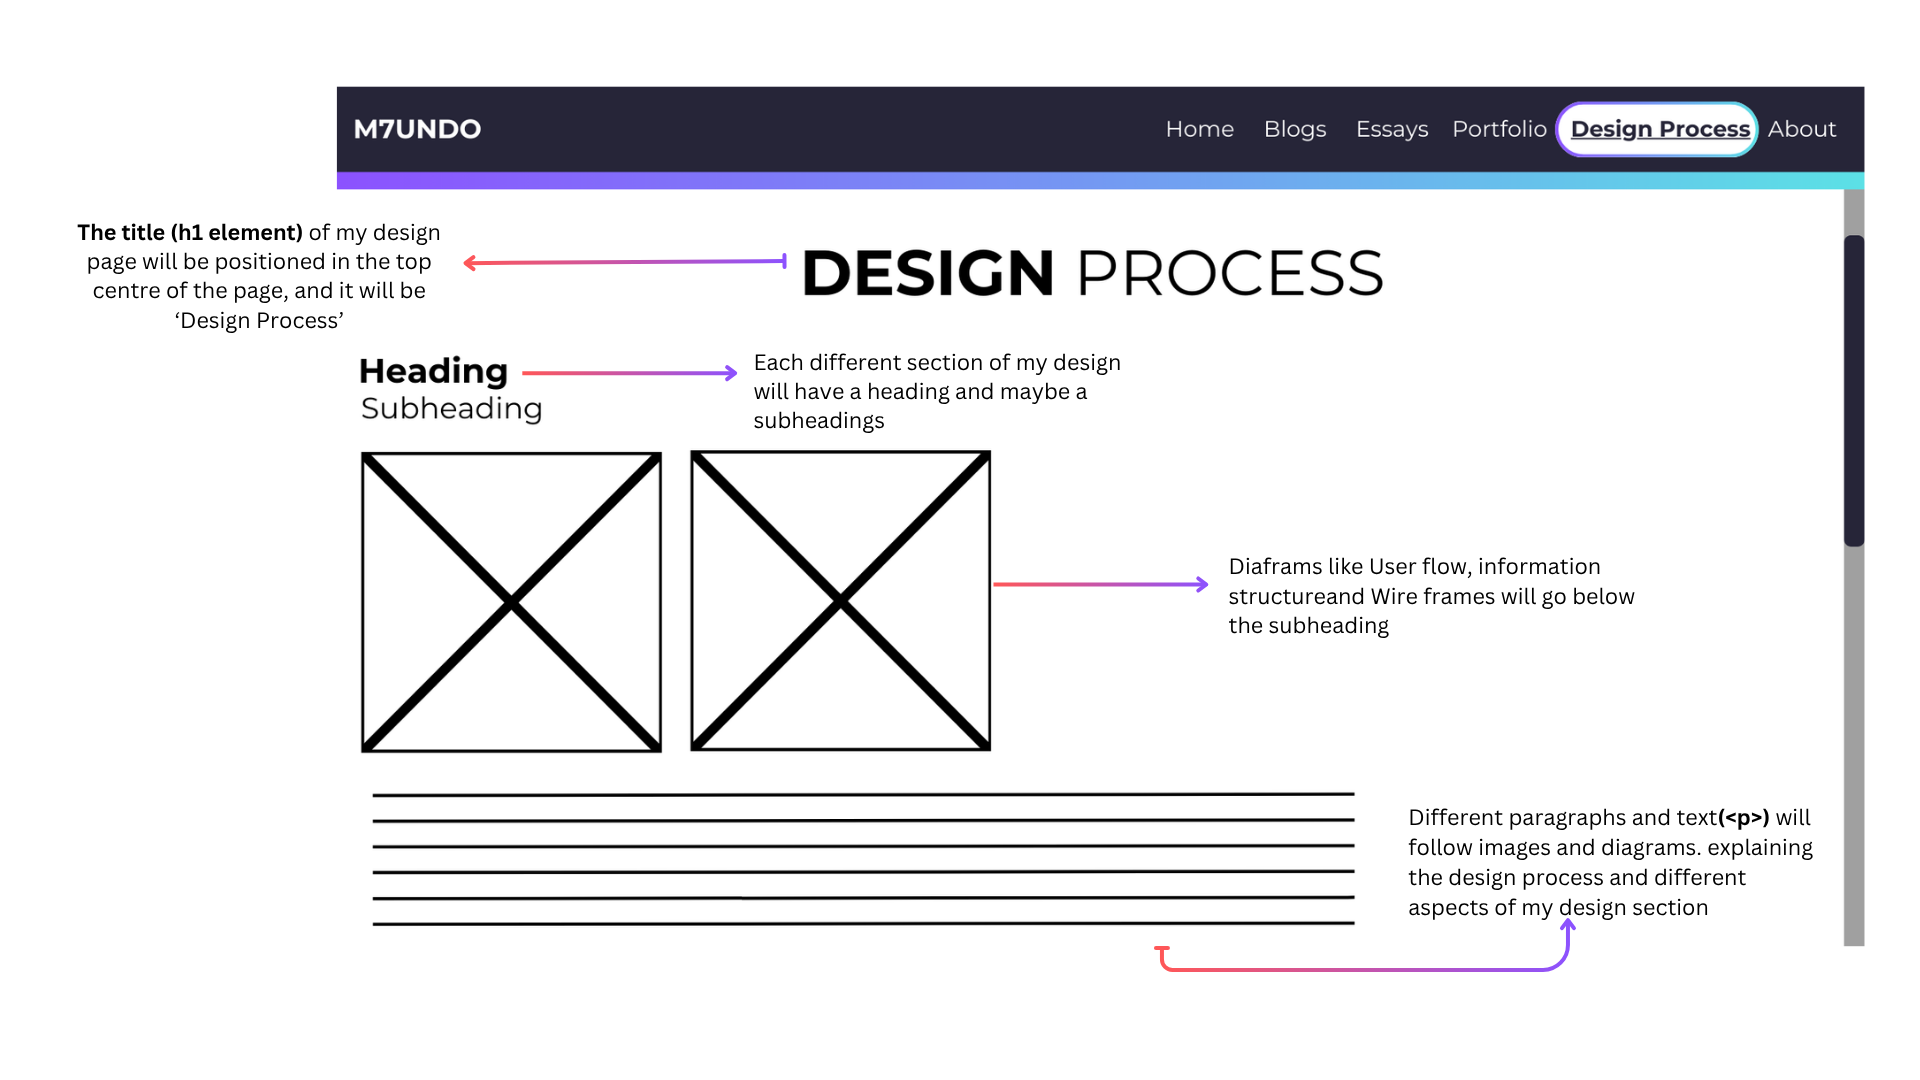 M7UNDO
Home Blogs Essays Portfolio Design Process About
The title (h1 element) of my design
page will be positioned in the top
centre of the page, and it will be
‘Design Process’
DESIGN PROCESS
Heading
Subheading
Each different section of my design
will have a heading and maybe a
subheadings
Diaframs like User flow, information
structureand Wire frames will go below
the subheading
Different paragraphs and text(<p>) will
follow images and diagrams. explaining
the design process and different
aspects of my design section